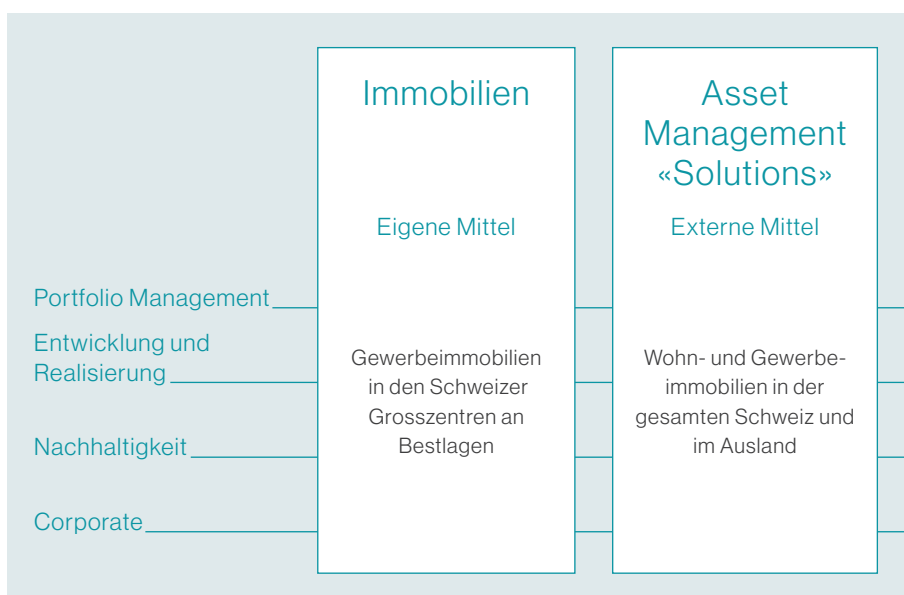 Immobilien
Eigene Mittel
Gewerbeimmobilien
in den Schweizer
Grosszentren an
Bestlagen
Asset
Management
«Solutions»
Externe Mittel
Wohn- und Gewerbe-
immobilien in der
gesamten Schweiz und
im Ausland
Portfolio Management
Entwicklung und
Realisierung
Nachhaltigkeit
Corporate